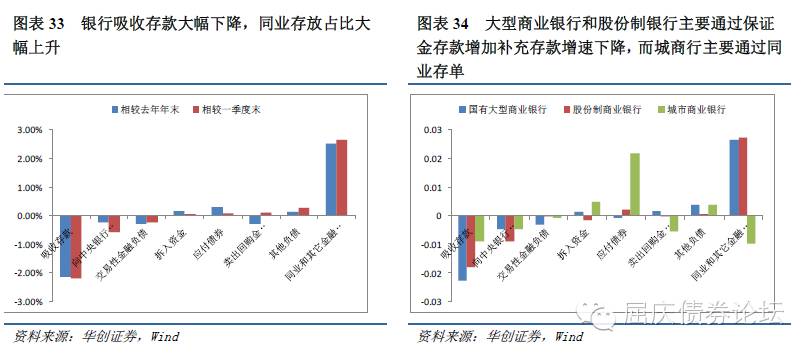 图表 33 银行吸收存款大幅下降，同业存放占比大
幅上升
相较去年年末 相较一季度末
3.00%
2.00%
1.00%
0.00%
-1.00%
-2.00%
-3.00%
吸收存款
向中央银行…
交易性金融负债
拆入资金
应付债券
卖出回购金…
其他负债
同业和其它金融…
资料来源：华创证券，Wind
图表 34 大型商业银行和股份制银行主要通过保证
金存款增加补充存款增速下降，而城商行主要通过同
业存单
国有大型商业银行 股份制商业银行 城市商业银行
0.03
0.02
0.01
0
-0.01
-0.02
-0.03
吸收存款
向中央银行…
交易性金融负债
拆入资金
应付债券
卖出回购金…
其他负债
同业和其它金融…
资料来源：华创证券，Wind
屈庆债券论坛